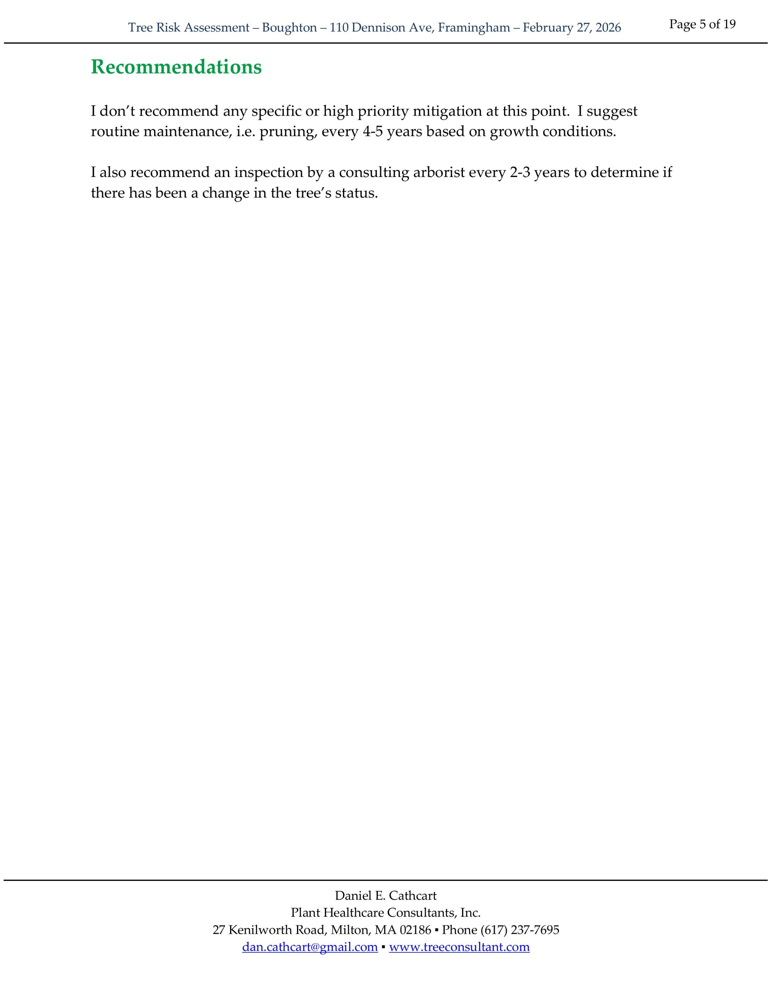 Tree Risk Assessment – Boughton – 110 Dennison Ave, Framingham – February 27, 2026
Page 5 of 19
Recommendations
I don’t recommend any specific or high priority mitigation at this point.  I suggest
routine maintenance, i.e. pruning, every 4-5 years based on growth conditions.
I also recommend an inspection by a consulting arborist every 2-3 years to determine if
there has been a change in the tree’s status.
Daniel E. Cathcart
Plant Healthcare Consultants, Inc.
27 Kenilworth Road, Milton, MA 02186 ▪ Phone (617) 237-7695
dan.cathcart@gmail.com ▪ www.treeconsultant.com